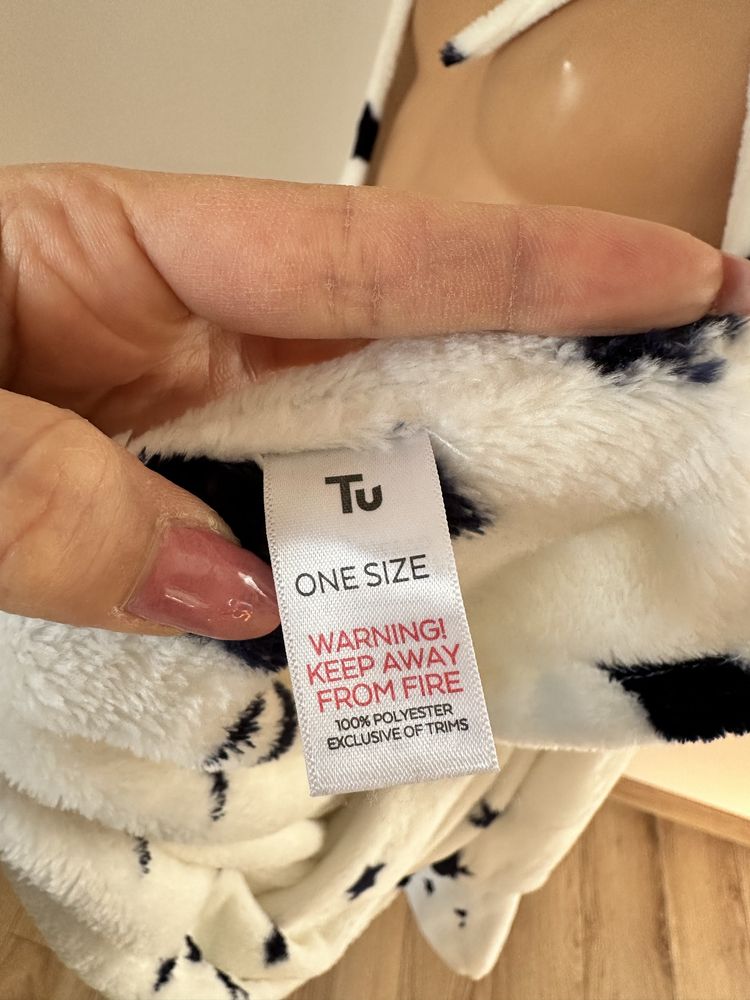 Tu
ONE SIZE
WARNING!
KEEP AWAY
FROM FIRE
100% POLYESTER
EXCLUSIVE OF TRIMS